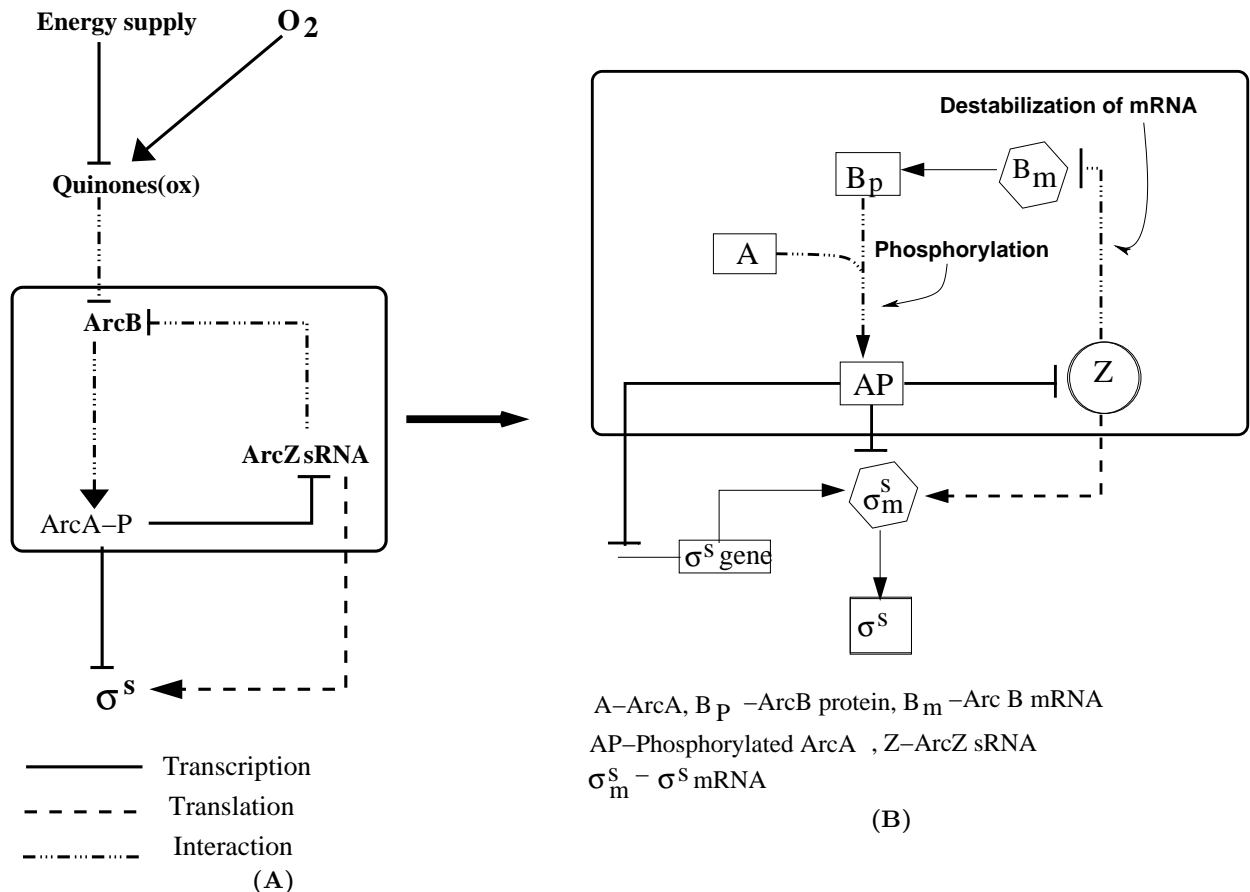 Energy supply
O2
Quinones(ox)
ArcB
ArcZ sRNA
ArcA–P
σs
Transcription
Translation
Interaction
(A)
Destabilization of mRNA
Bp
Bm
A
Phosphorylation
AP
Z
σsm
σs gene
σs
A–ArcA, BP –ArcB protein, Bm –Arc B mRNA
AP–Phosphorylated ArcA , Z–ArcZ sRNA
σsm – σs mRNA
(B)